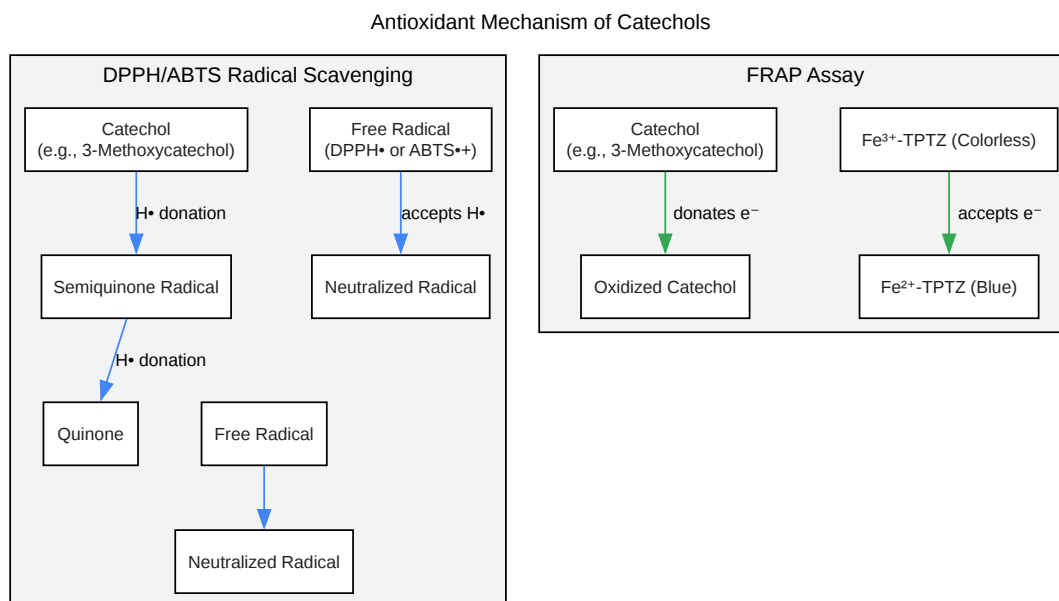 Antioxidant Mechanism of Catechols
DPPH/ABTS Radical Scavenging
Catechol
(e.g., 3-Methoxycatechol)
Free Radical
(DPPH• or ABTS•+)
H• donation
accepts H•
Semiquinone Radical
Neutralized Radical
H• donation
Quinone
Free Radical
Neutralized Radical
FRAP Assay
Catechol
(e.g., 3-Methoxycatechol)
Fe³⁺-TPTZ (Colorless)
donates e⁻
accepts e⁻
Oxidized Catechol
Fe²⁺-TPTZ (Blue)